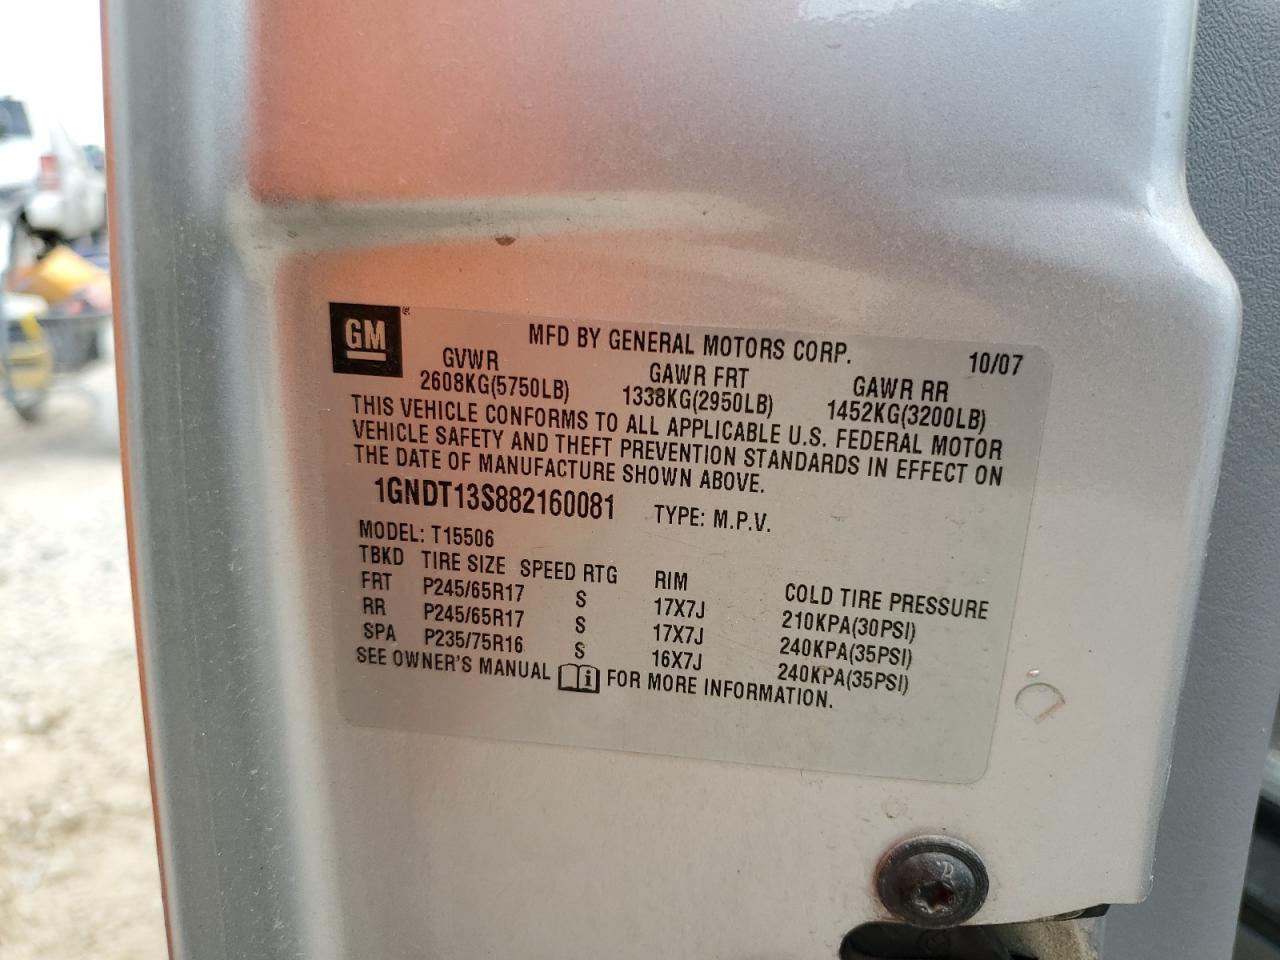 GM ®
MFD BY GENERAL MOTORS CORP. 10/07
GVWR GAWR FRT GAWR RR
2608KG(5750LB) 1338KG(2950LB) 1452KG(3200LB)
THIS VEHICLE CONFORMS TO ALL APPLICABLE U.S. FEDERAL MOTOR
VEHICLE SAFETY AND THEFT PREVENTION STANDARDS IN EFFECT ON
THE DATE OF MANUFACTURE SHOWN ABOVE.
1GNDT13S882160081 TYPE: M.P.V.
MODEL: T15506
TBKD TIRE SIZE SPEED RTG RIM COLD TIRE PRESSURE
FRT P245/65R17 S 17X7J 210KPA(30PSI)
RR P245/65R17 S 17X7J 240KPA(35PSI)
SPA P235/75R16 S 16X7J 240KPA(35PSI)
SEE OWNER'S MANUAL i FOR MORE INFORMATION.